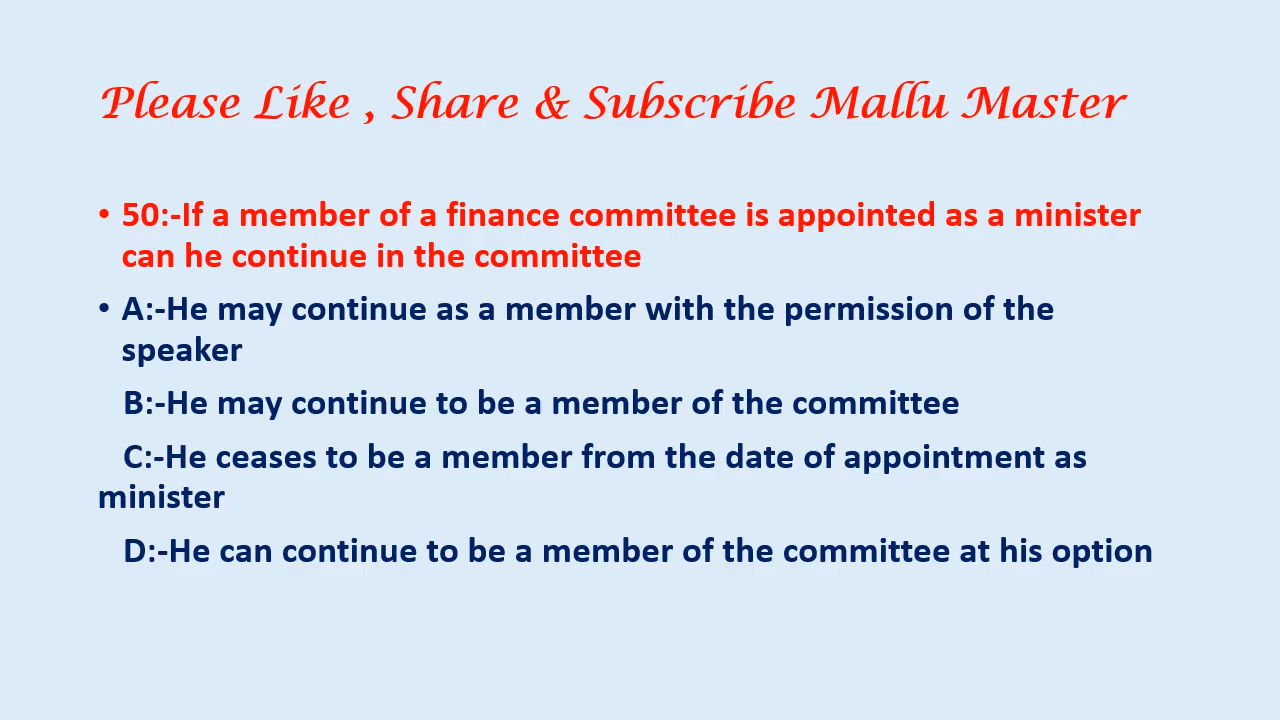 Please Like , Share & Subscribe Mallu Master
• 50:-If a member of a finance committee is appointed as a minister
can he continue in the committee
• A:-He may continue as a member with the permission of the
speaker
B:-He may continue to be a member of the committee
C:-He ceases to be a member from the date of appointment as
minister
D:-He can continue to be a member of the committee at his option